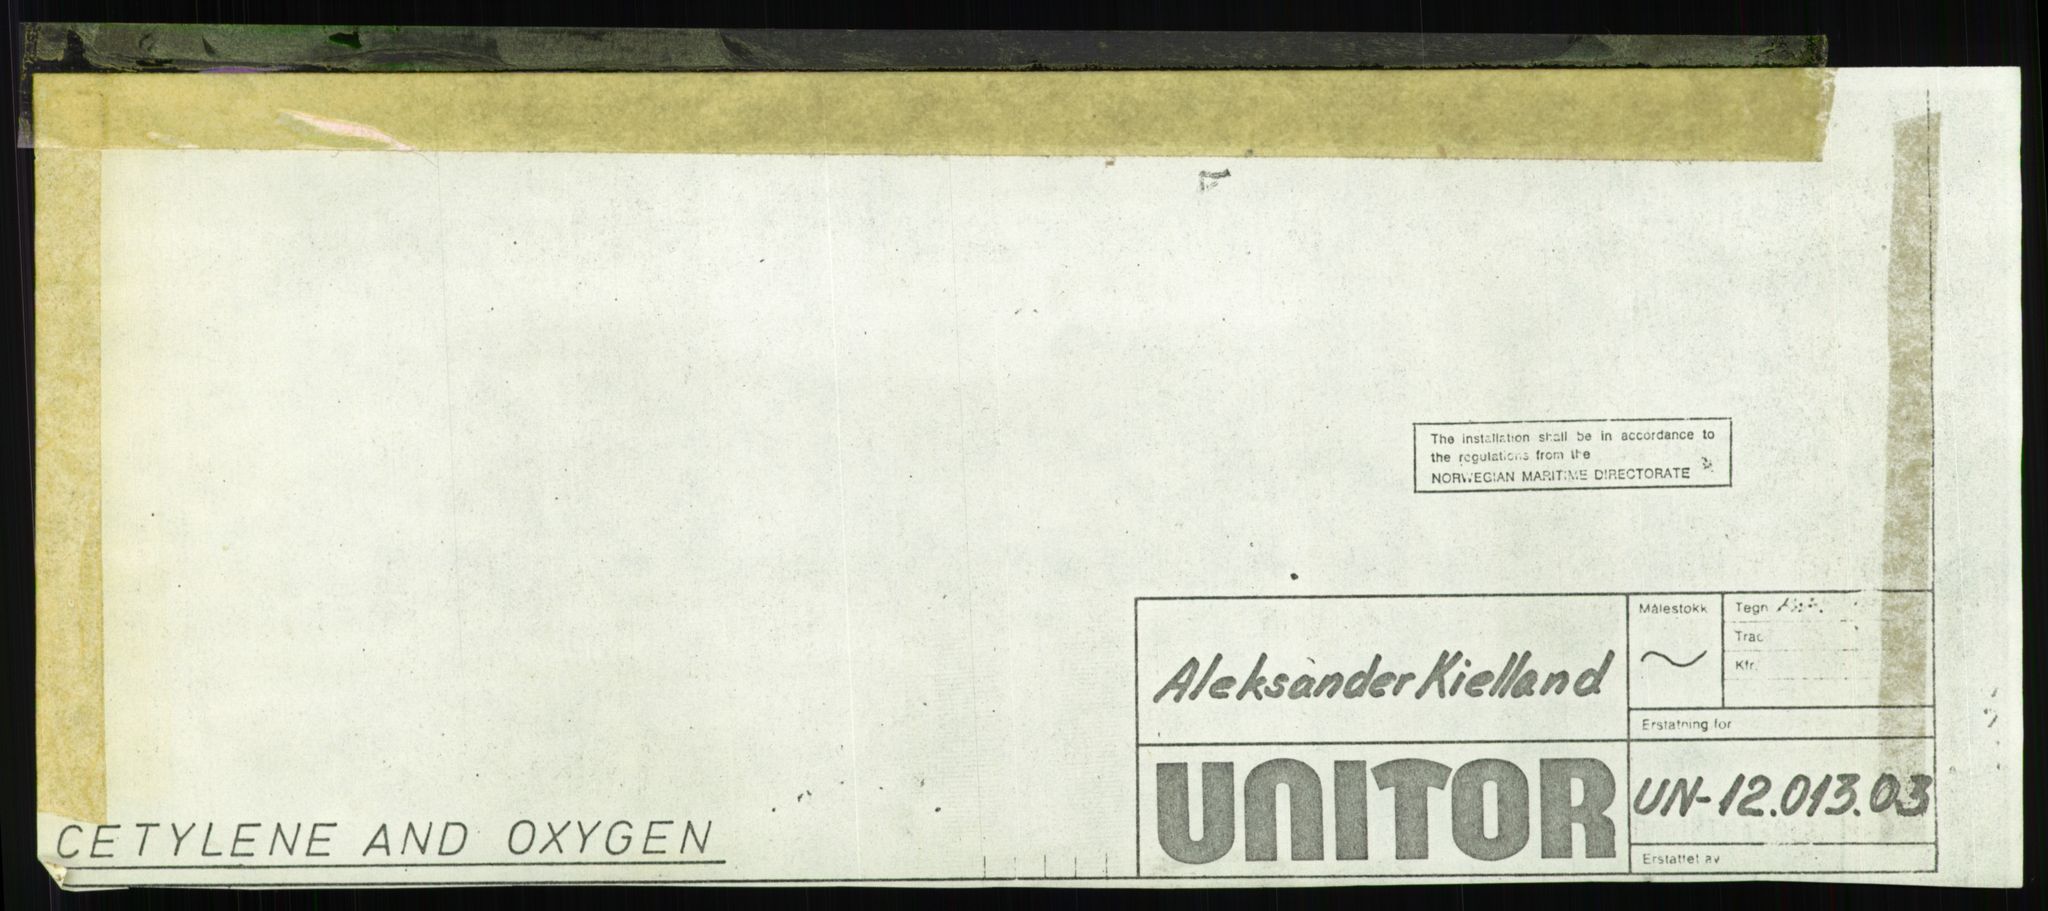 The installation shall be in accordance to
the regulations from the
NORWEGIAN MARITIME DIRECTORATE
Målestokk
Tegn
Trac
Kfr.
Aleksander Kielland
~
Erstatning for
UNITOR
UN-12.013.03
Erstattet av
CETYLENE AND OXYGEN